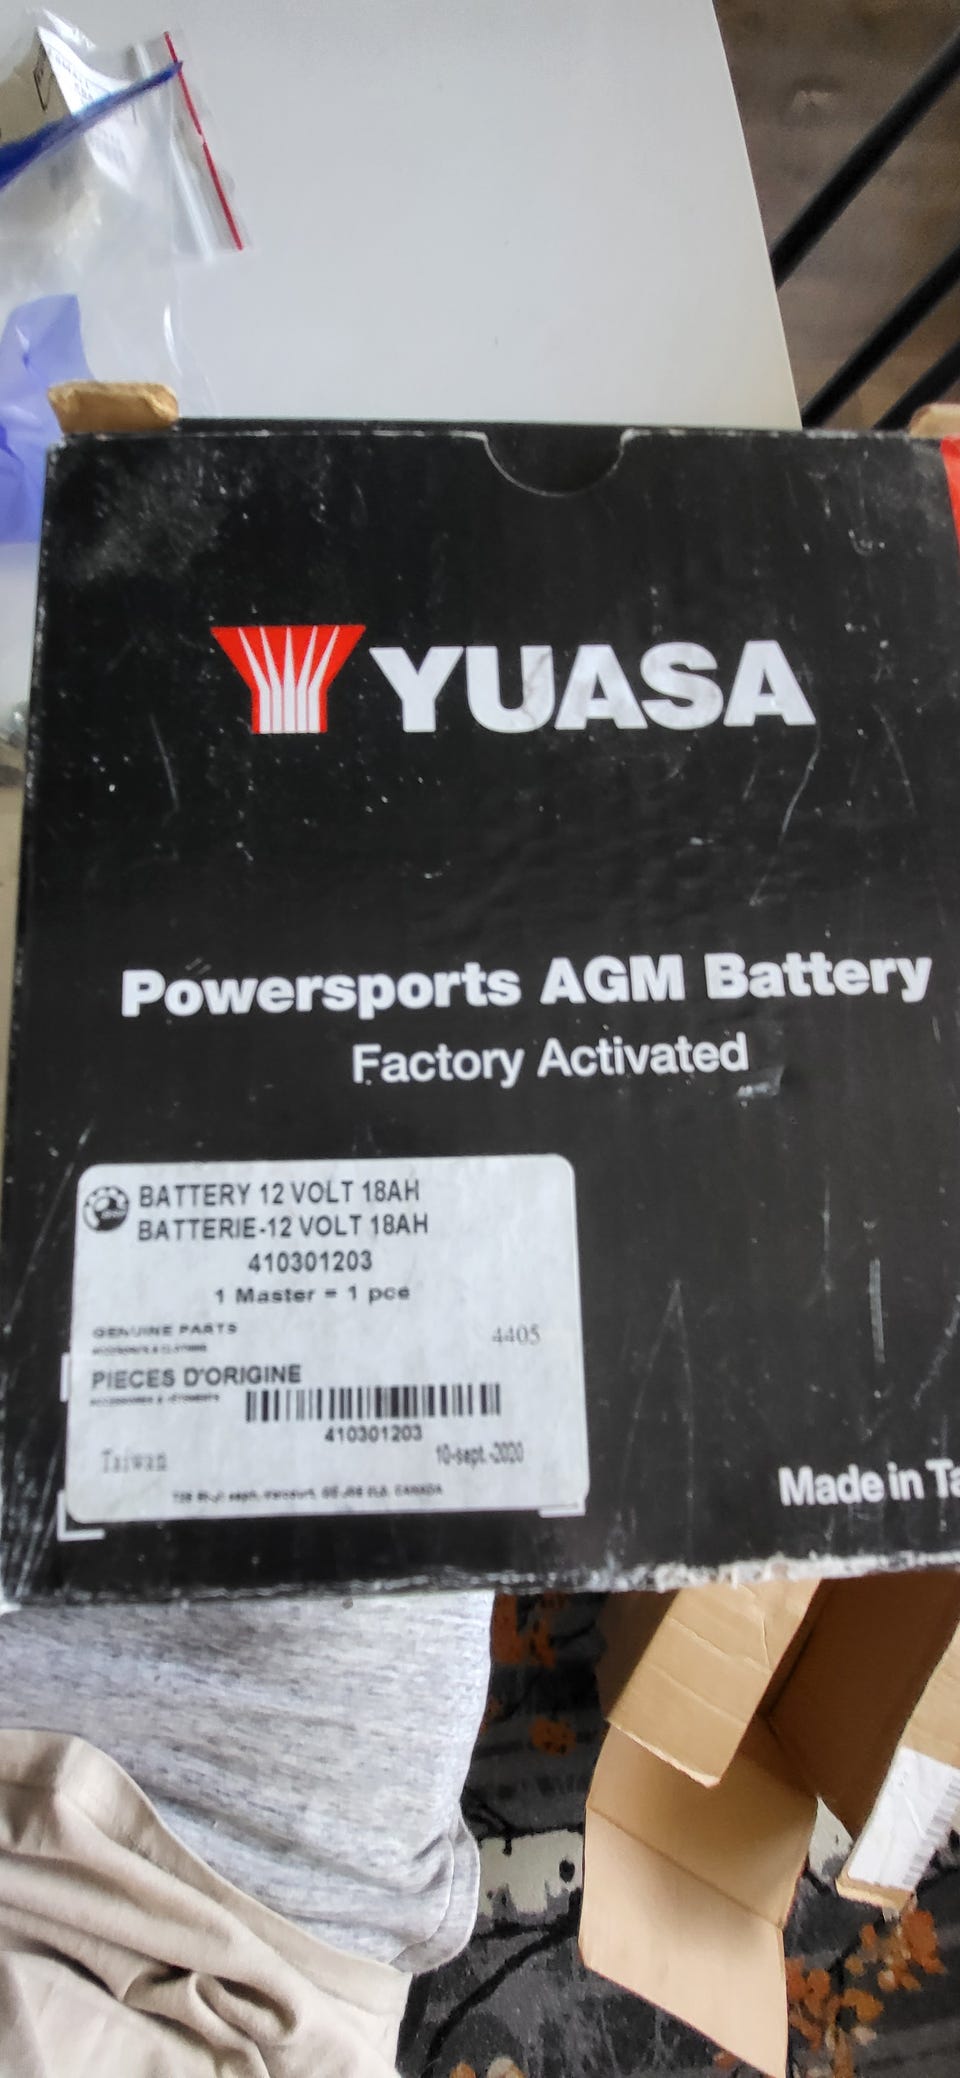 YUASA
Powersports AGM Battery
Factory Activated
BATTERY 12 VOLT 18AH
BATTERIE-12 VOLT 18AH
410301203
1 Master = 1 pce
GENUINE PARTS
4405
PIECES D'ORIGINE
410301203
Taiwan
10-sept.-2020
CANADA
Made in Ta